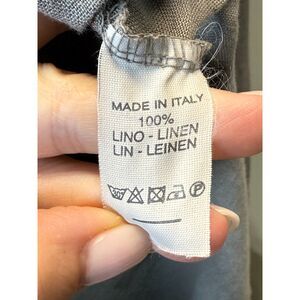 MADE IN ITALY
100%
LINO - LINEN
LIN - LEINEN
P